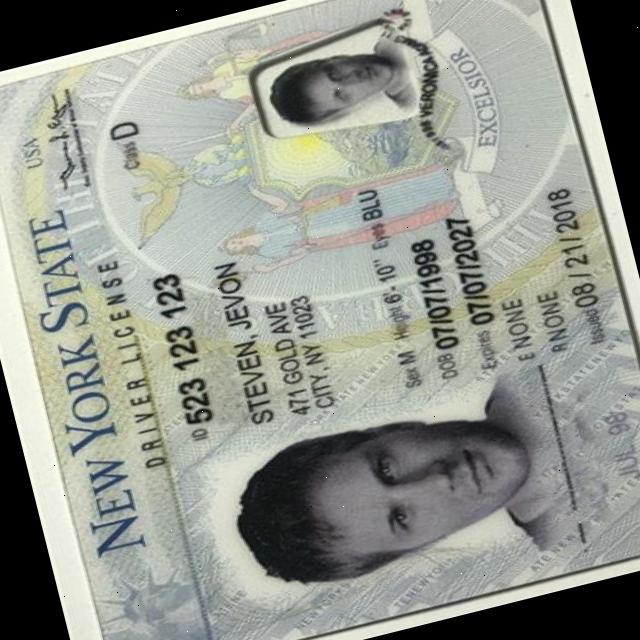 NEW YORK STATE USA
DRIVER LICENSE
ID 523 123 123 Class D
STEVEN JEVON
471 GOLD AVE
CITY, NY 11023
Sex M Height 6' 10" Eyes BLU
DOB 07/07/1998
Expires 07/07/2027
E NONE
R NONE
Issued 08/21/2018
EXCELSIOR